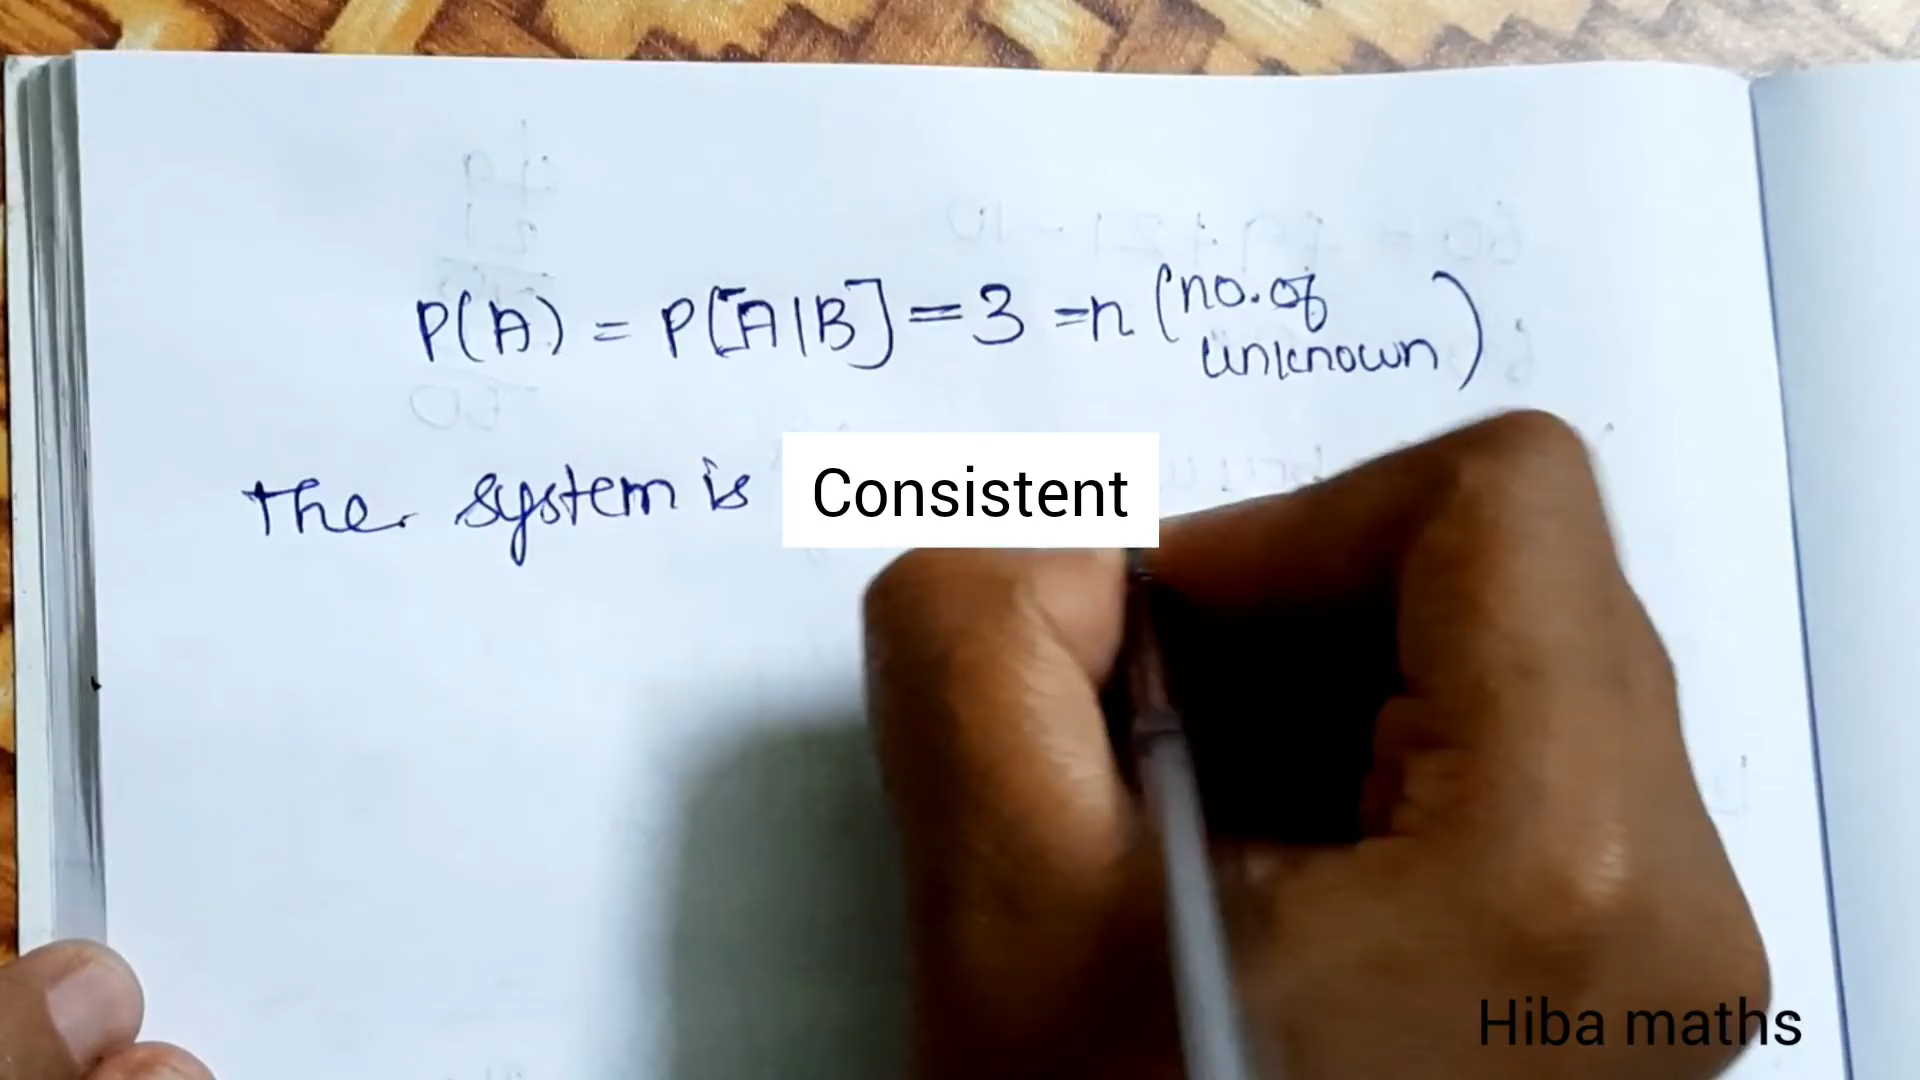 P(A) = P[A|B] = 3 = n (no. of unknown)
The system is Consistent
Hiba maths